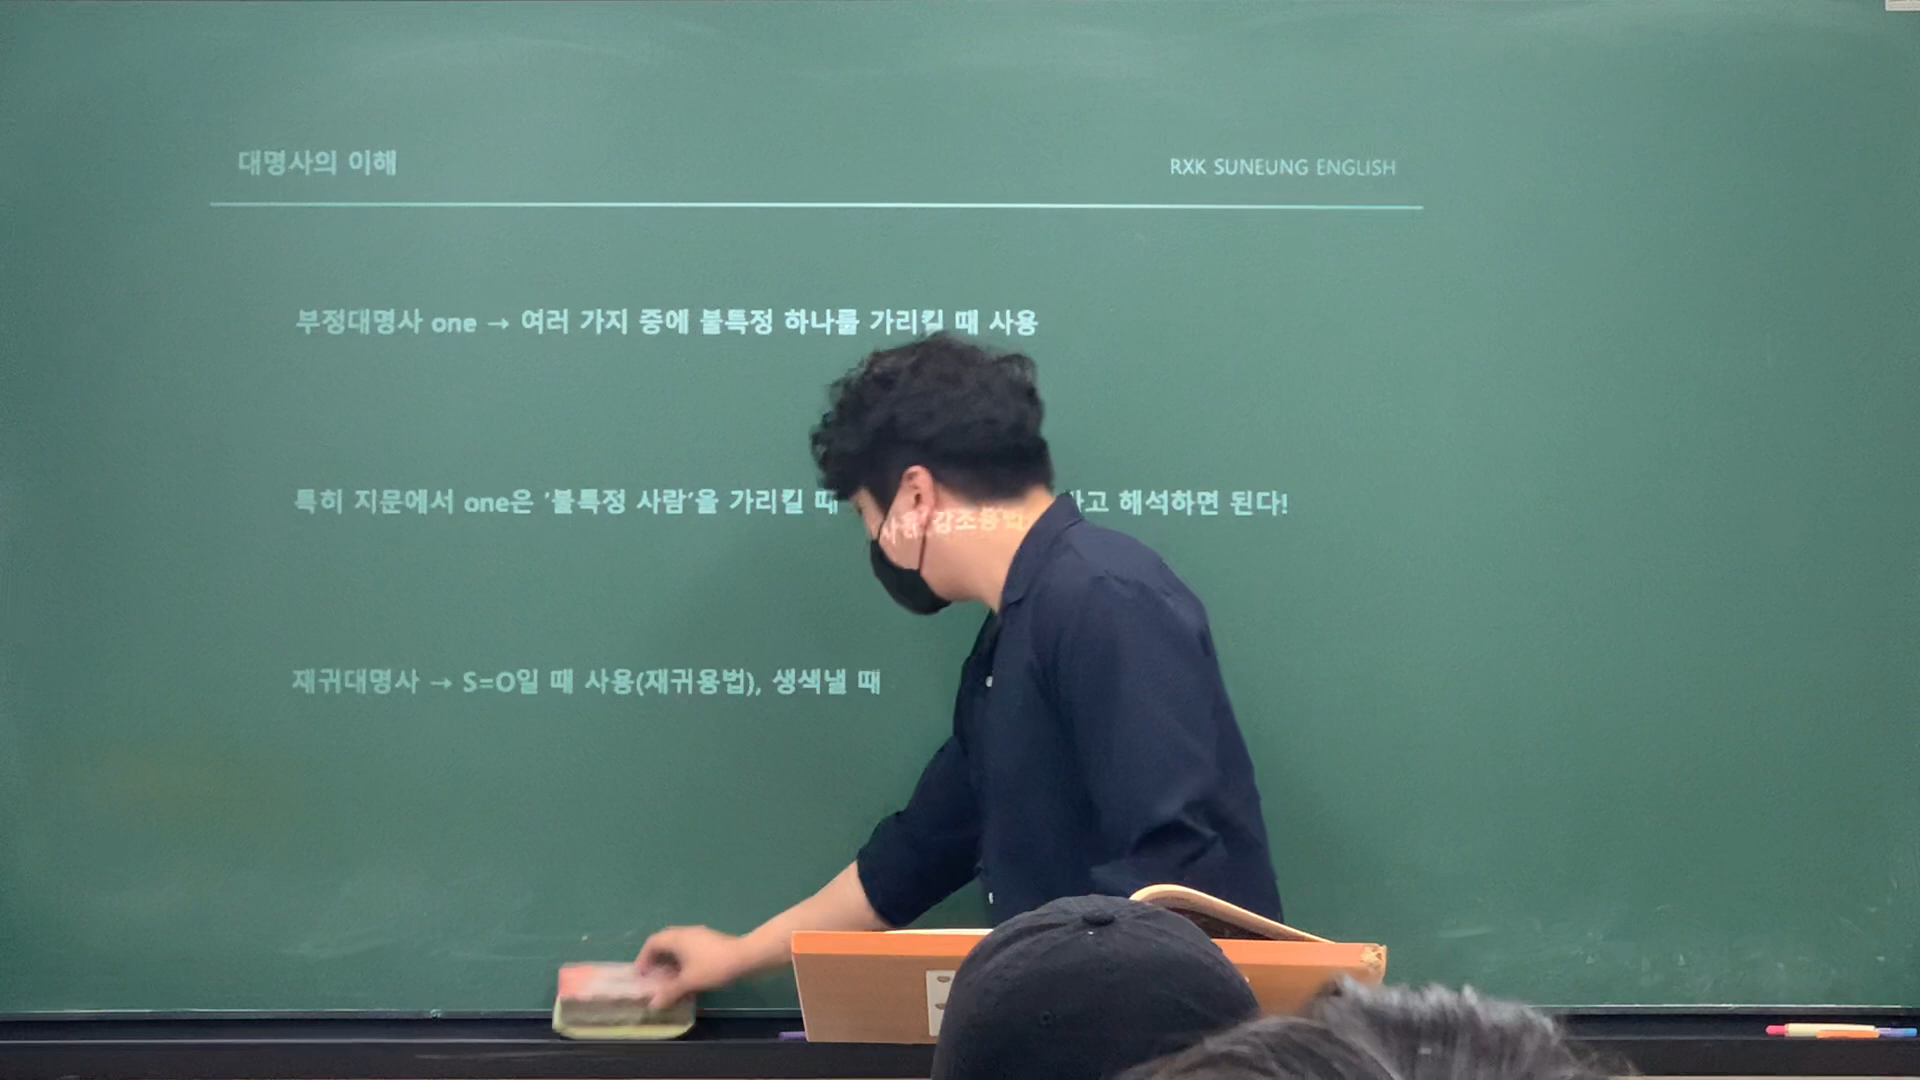 대명사의 이해
RXK SUNEUNG ENGLISH
부정대명사 one → 여러 가지 중에 불특정 하나를 가리킬 때 사용
특히 지문에서 one은 '불특정 사람'을 가리킬 때 해석하면 된다!
재귀대명사 → S=O일 때 사용(재귀용법), 생색낼 때 강조용법